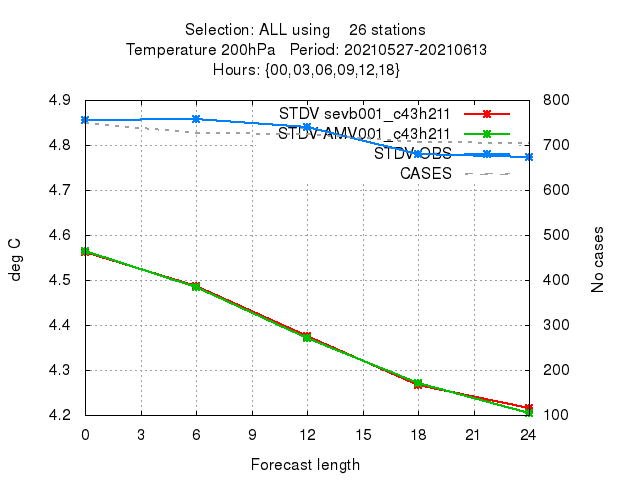 Selection: ALL using 26 stations
Temperature 200hPa Period: 20210527-20210613
Hours: {00,03,06,09,12,18}
4.9 800
STDV sevb001_c43h211
STDV AMV001_c43h211
4.8 700
STDV OBS
CASES
4.7 600
4.6 500
deg C
No cases
4.5 400
4.4 300
4.3 200
4.2 100
0 3 6 9 12 15 18 21 24
Forecast length